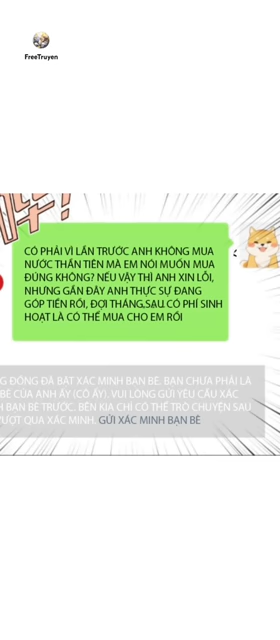 FreeTruyen
CÓ PHẢI VÌ LẦN TRƯỚC ANH KHÔNG MUA
NƯỚC THẦN TIÊN MÀ EM NÓI MUỐN MUA
ĐÚNG KHÔNG? NẾU VẬY THÌ ANH XIN LỖI,
NHƯNG GẦN ĐÂY ANH THỰC SỰ ĐANG
GÓP TIỀN RỒI, ĐỢI THÁNG SAU CÓ PHÍ SINH
HOẠT LÀ CÓ THỂ MUA CHO EM RỒI
ĐỐNG ĐÃ BẬT XÁC MINH BẠN BÈ. BẠN CHƯA PHẢI LÀ
BÈ CỦA ANH ẤY (CÔ ẤY). VUI LÒNG GỬI YÊU CẦU XÁC
BẠN BÈ TRƯỚC. BÊN KIA CHỈ CÓ THỂ TRÒ CHUYỆN SAU
VƯỢT QUA XÁC MINH. GỬI XÁC MINH BẠN BÈ